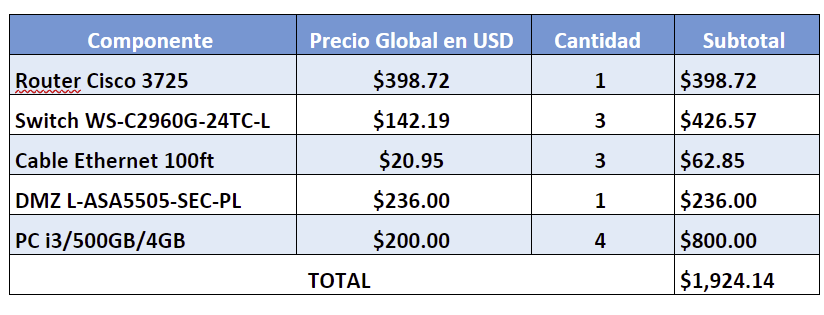 Componente Precio Global en USD Cantidad Subtotal
Router Cisco 3725 $398.72 1 $398.72
Switch WS-C2960G-24TC-L $142.19 3 $426.57
Cable Ethernet 100ft $20.95 3 $62.85
DMZ L-ASA5505-SEC-PL $236.00 1 $236.00
PC i3/500GB/4GB $200.00 4 $800.00
TOTAL $1,924.14